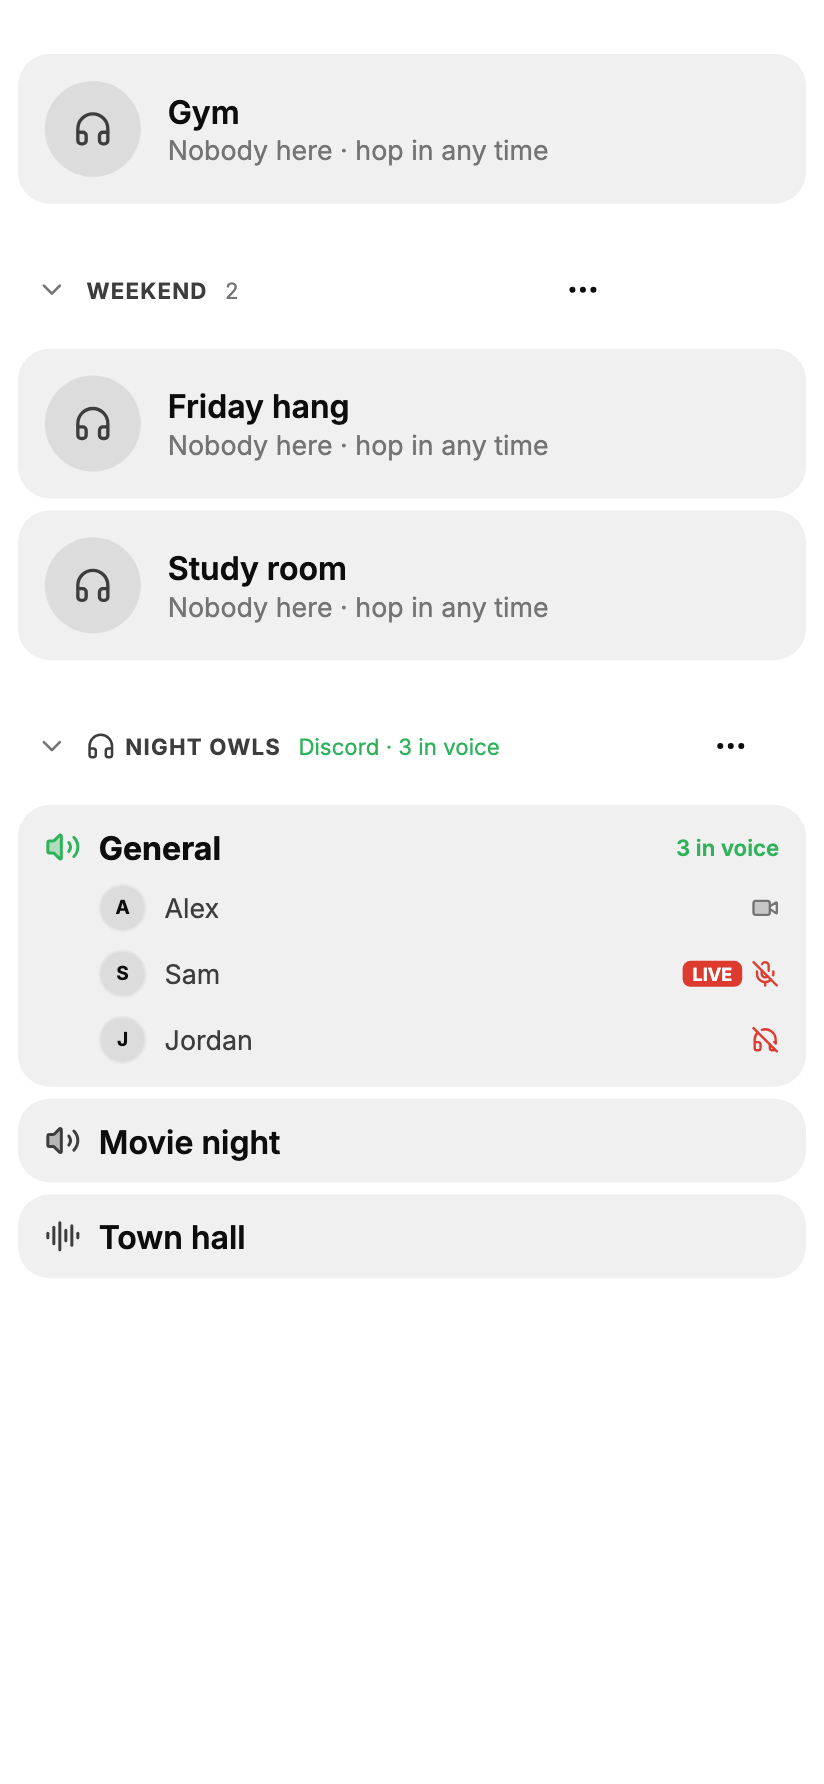 Gym
Nobody here · hop in any time
WEEKEND 2
Friday hang
Nobody here · hop in any time
Study room
Nobody here · hop in any time
NIGHT OWLS Discord · 3 in voice
General 3 in voice
A Alex
S Sam LIVE
J Jordan
Movie night
Town hall